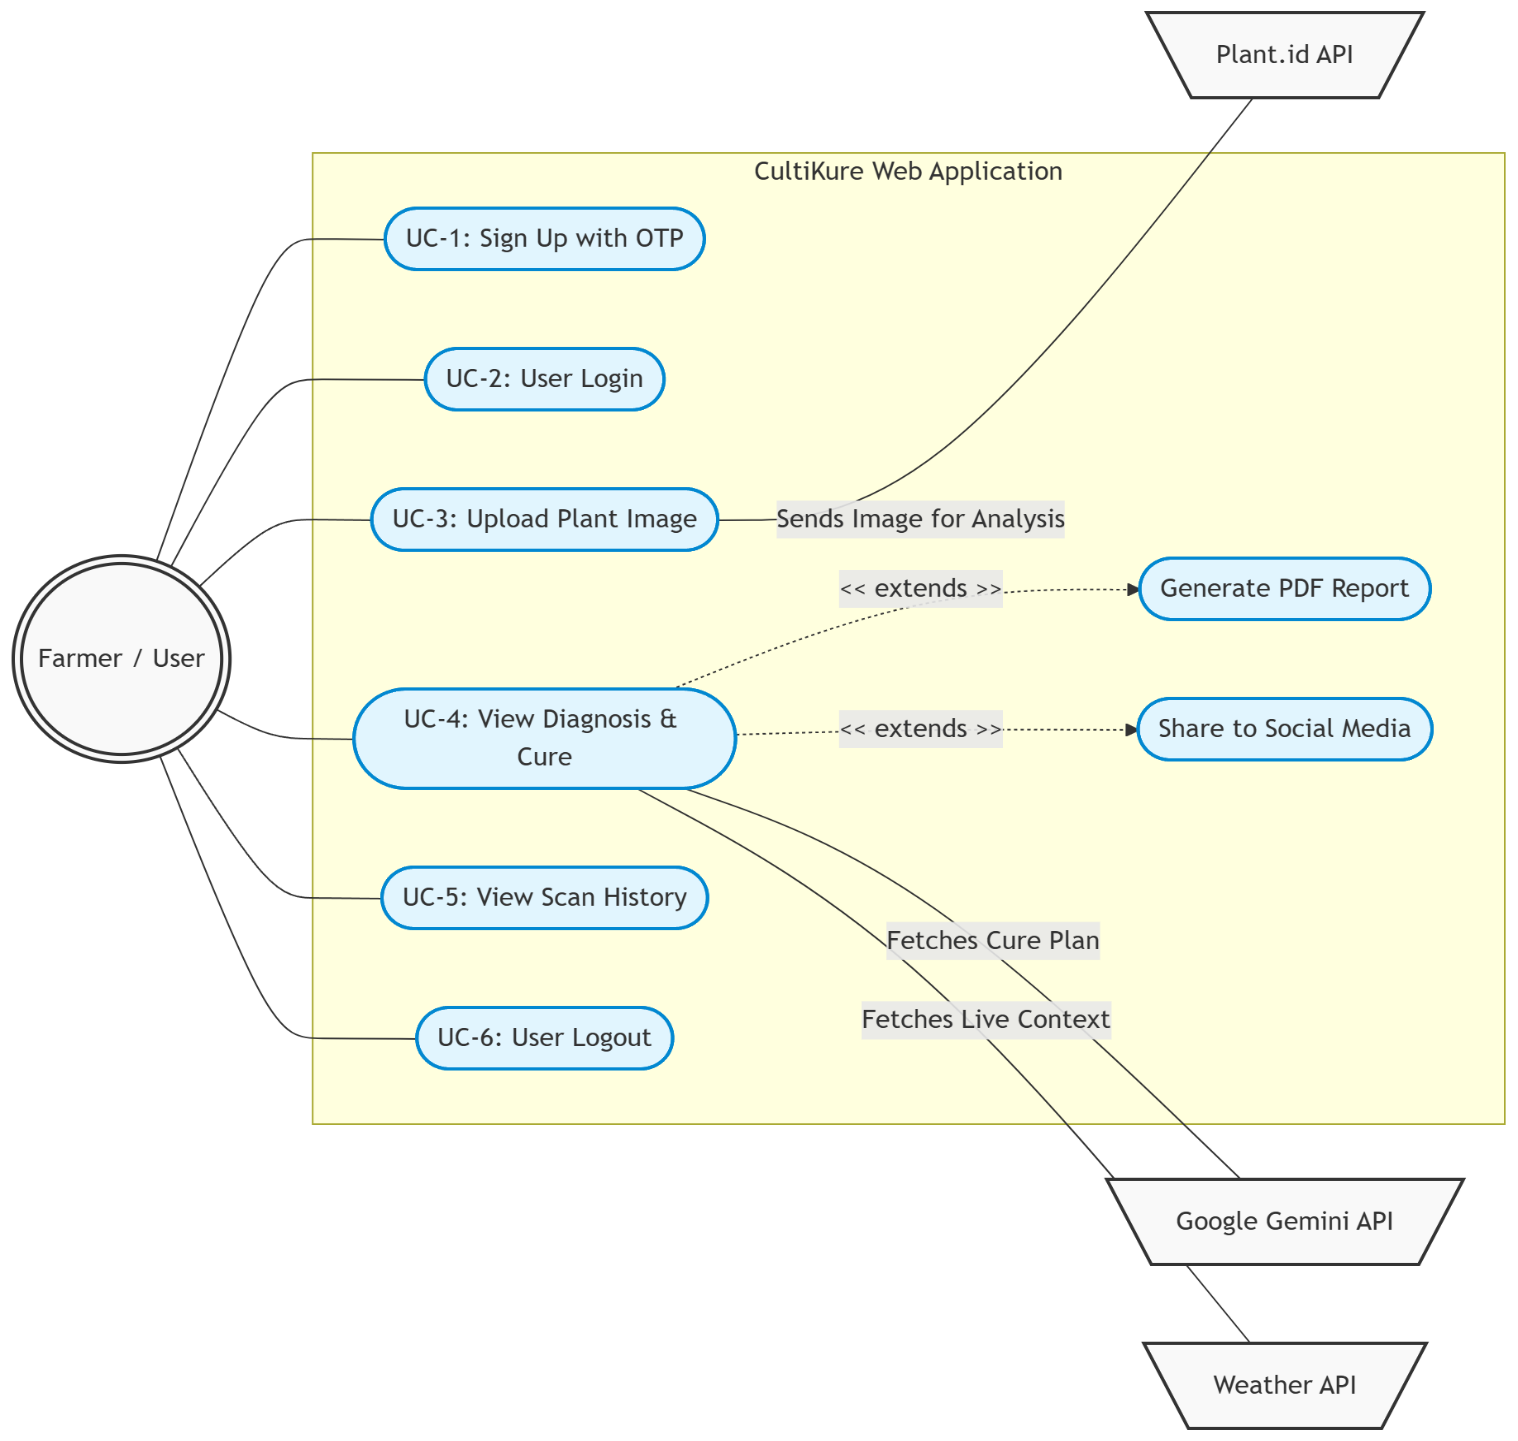 Plant.id API
CultiKure Web Application
UC-1: Sign Up with OTP
UC-2: User Login
UC-3: Upload Plant Image
Sends Image for Analysis
<< extends >>
Generate PDF Report
Farmer / User
UC-4: View Diagnosis &
Cure
<< extends >>
Share to Social Media
UC-5: View Scan History
Fetches Cure Plan
Fetches Live Context
UC-6: User Logout
Google Gemini API
Weather API